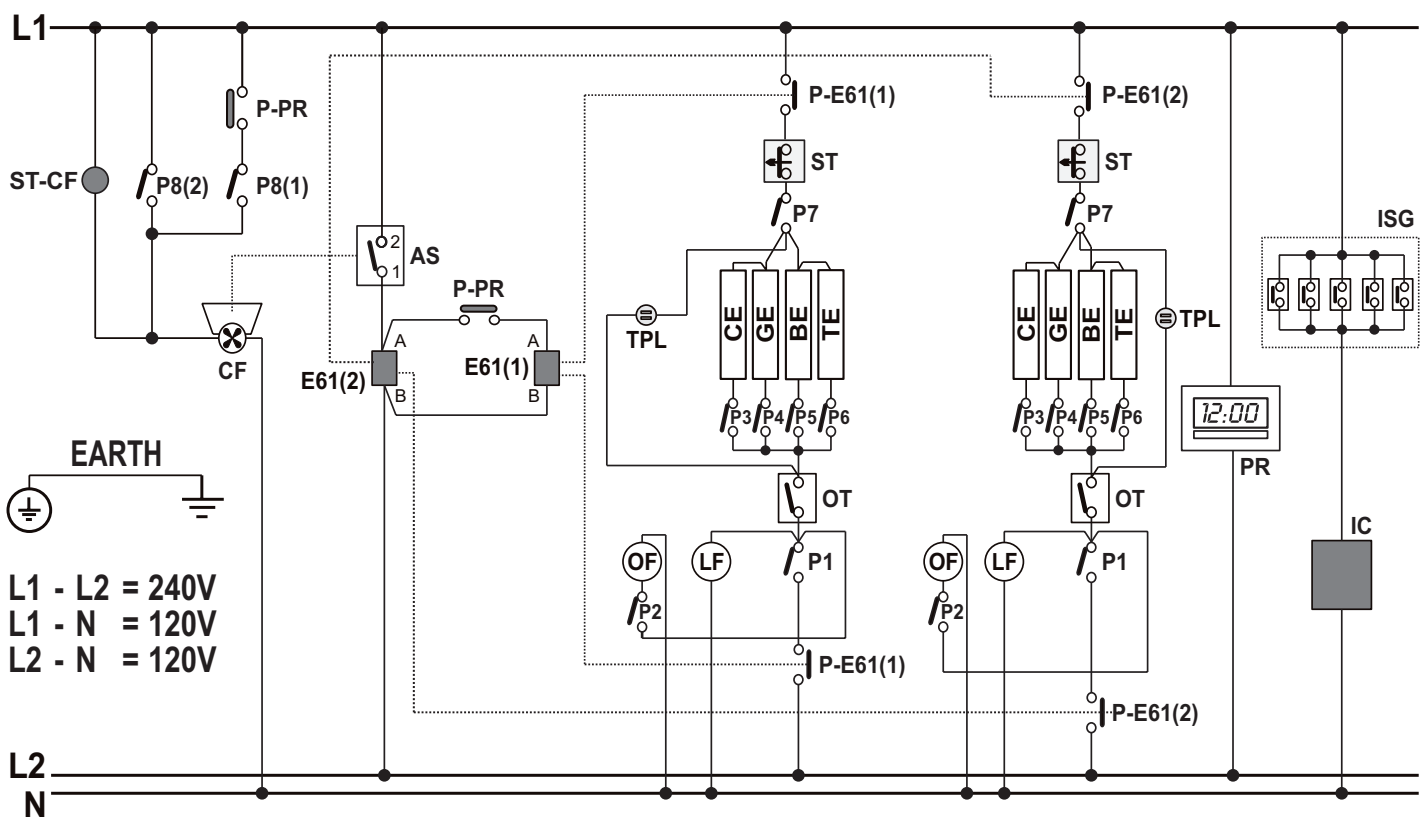 L1
P-PR
P-E61(1)
P-E61(2)
ST-CF
P8(2)
P8(1)
ST
ST
P7
P7
ISG
2
AS
1
P-PR
CE
GE
BE
TE
CE
GE
BE
TE
TPL
TPL
CF
E61(2)
A
B
E61(1)
A
B
P3
P4
P5
P6
P3
P4
P5
P6
12:00
PR
EARTH
OT
OT
IC
OF
LF
P1
OF
LF
P1
P2
P2
L1 - L2 = 240V
L1 - N = 120V
L2 - N = 120V
P-E61(1)
P-E61(2)
L2
N